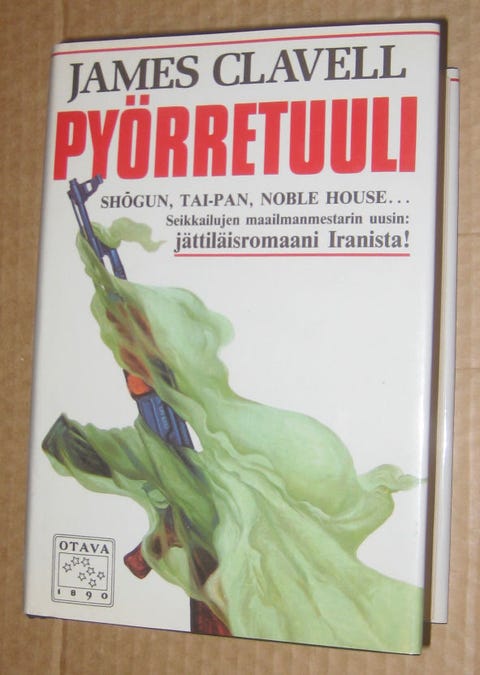 JAMES CLAVELL
PYÖRRETUULI
SHŌGUN, TAI-PAN, NOBLE HOUSE...
Seikkailujen maailmanmestarin uusin:
jättiläisromaani Iranista!
OTAVA
1890